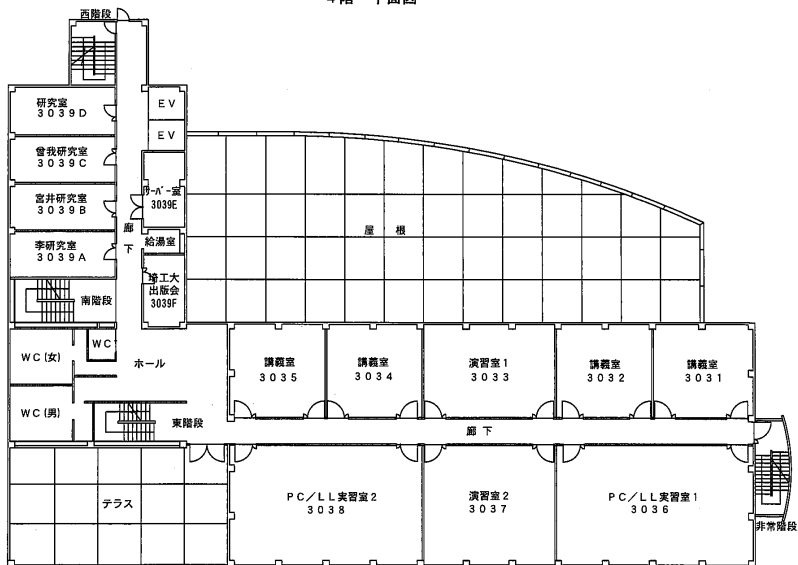 4階 平面図
西階段
研究室
3039D
EV
EV
曾我研究室
3039C
サーバー室
3039E
宮井研究室
3039B
廊下
給湯室
李研究室
3039A
埼工大
出版会
3039F
南階段
屋 根
WC(女)
WC
ホール
講義室
3035
講義室
3034
演習室1
3033
講義室
3032
講義室
3031
WC(男)
東階段
廊 下
テラス
PC/LL実習室2
3038
演習室2
3037
PC/LL実習室1
3036
非常階段